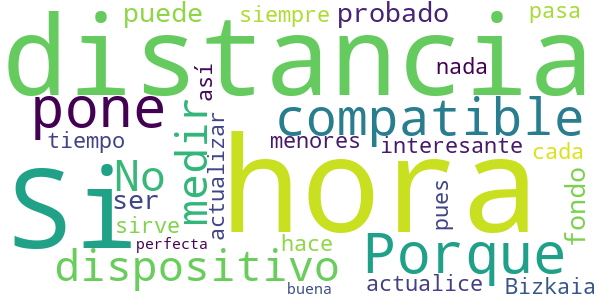 puede siempre probado pasa
distancia
pone así nada
compatible
tiempo medir actualizar menores interesante cada
Si No hora
ser
sirve pues fondo
perfecta hace Porque
dispositivo actualice Bizkaia
buena